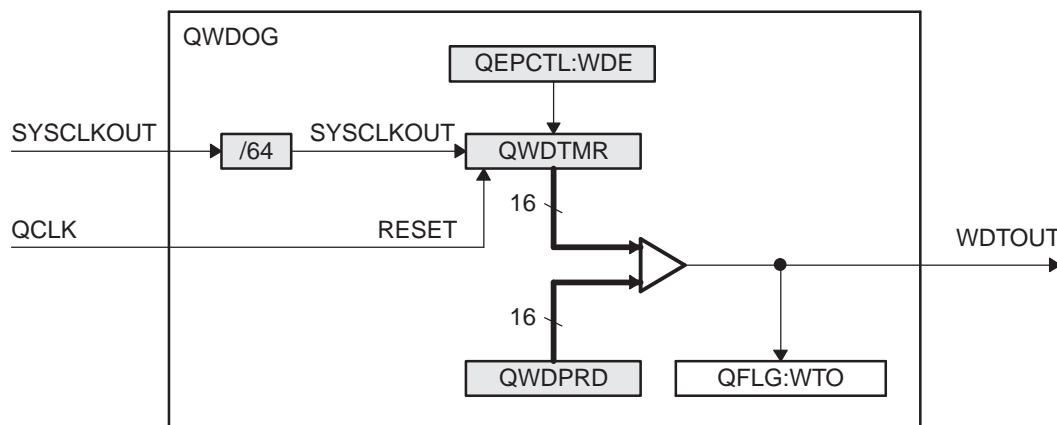 QWDOG
QEPCTL:WDE
SYSCLKOUT
/64
SYSCLKOUT
QWDTMR
16
QCLK
RESET
WDTOUT
16
QWDPRD
QFLG:WTO